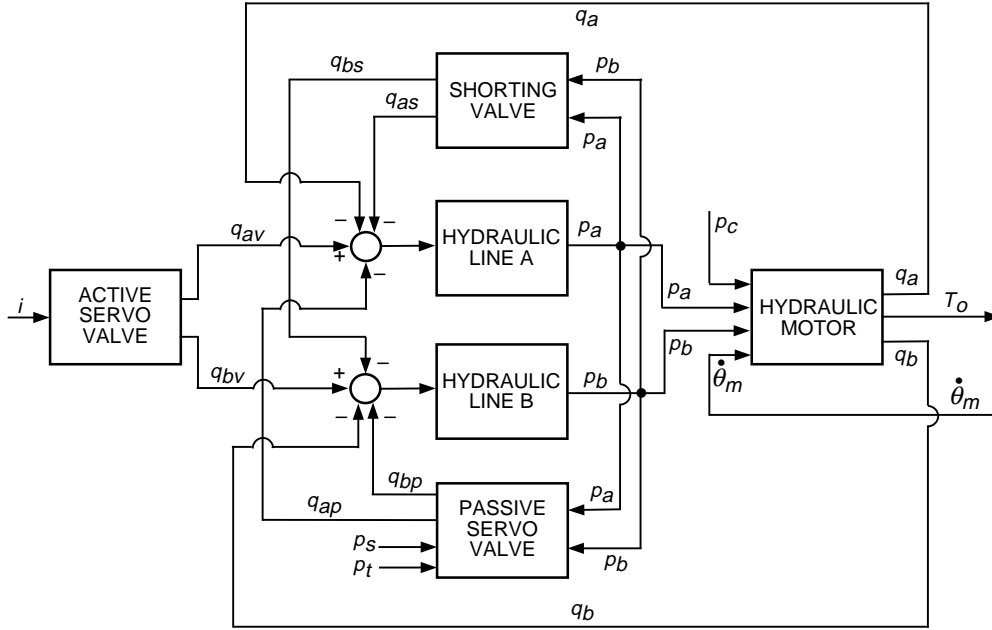 q_a
q_bs
q_as
SHORTING
VALVE
p_b
p_a
−
−
q_av
+
−
HYDRAULIC
LINE A
p_a
p_c
i
ACTIVE
SERVO
VALVE
p_a
HYDRAULIC
MOTOR
q_a
T_o
q_b
p_b
θ̇_m
θ̇_m
q_bv
+
−
−
−
HYDRAULIC
LINE B
p_b
q_bp
q_ap
PASSIVE
SERVO
VALVE
p_a
p_b
p_s
p_t
q_b